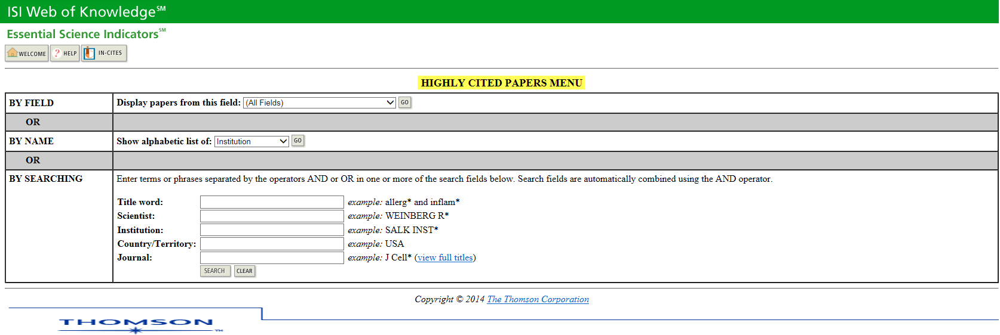 ISI Web of Knowledge℠
Essential Science Indicators℠
WELCOME ? HELP IN-CITES
HIGHLY CITED PAPERS MENU
BY FIELD Display papers from this field: (All Fields) GO
OR
BY NAME Show alphabetic list of: Institution GO
OR
BY SEARCHING Enter terms or phrases separated by the operators AND or OR in one or more of the search fields below. Search fields are automatically combined using the AND operator.
Title word: example: allerg* and inflam*
Scientist: example: WEINBERG R*
Institution: example: SALK INST*
Country/Territory: example: USA
Journal: example: J Cell* (view full titles)
SEARCH CLEAR
Copyright © 2014 The Thomson Corporation
THOMSON
™